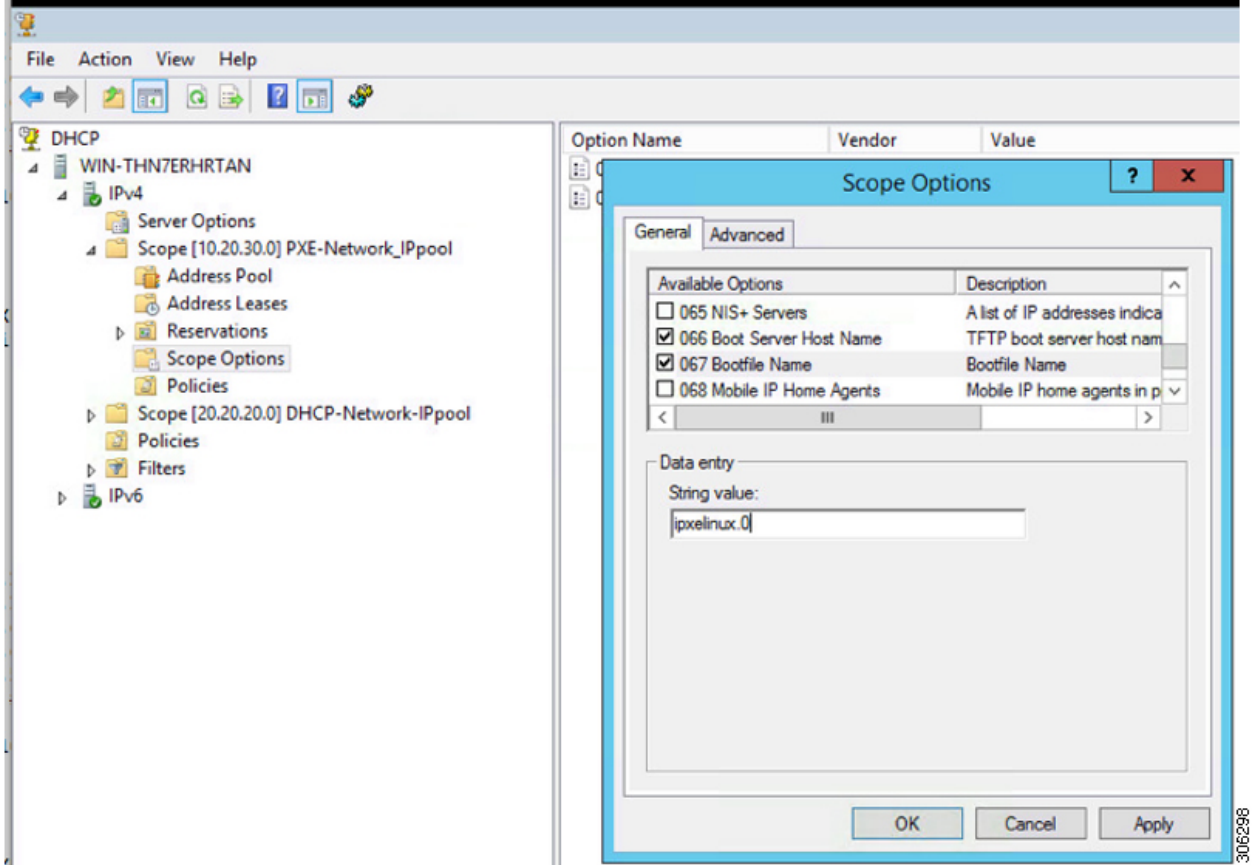 File Action View Help
DHCP
WIN-THN7ERHRTAN
IPv4
Server Options
Scope [10.20.30.0] PXE-Network_IPpool
Address Pool
Address Leases
Reservations
Scope Options
Policies
Scope [20.20.20.0] DHCP-Network-IPpool
Policies
Filters
IPv6
Option Name Vendor Value
Scope Options ? x
General Advanced
Available Options Description
065 NIS+ Servers A list of IP addresses indica
066 Boot Server Host Name TFTP boot server host nam
067 Bootfile Name Bootfile Name
068 Mobile IP Home Agents Mobile IP home agents in p
Data entry
String value:
ipxelinux.0
OK Cancel Apply
306298